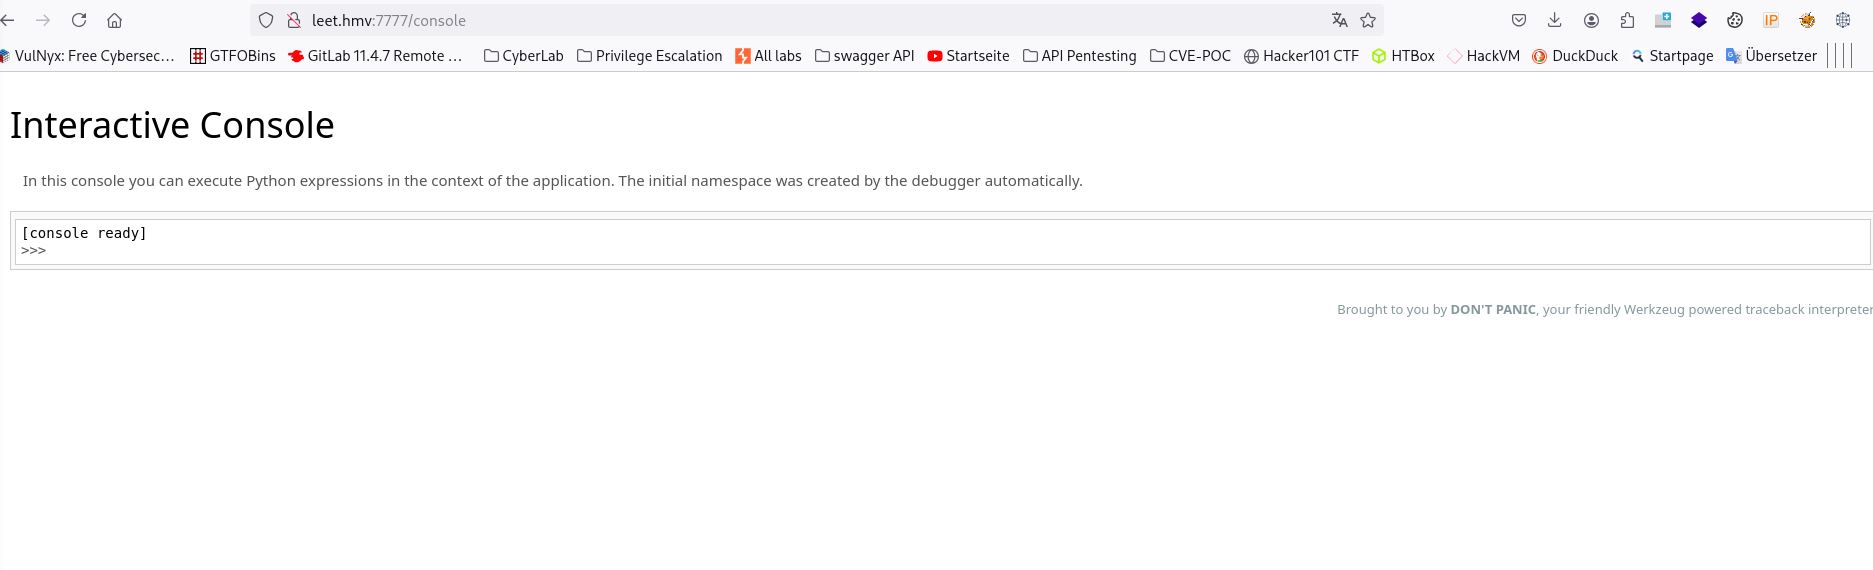 leet.hmv:7777/console
IP
VulNyx: Free Cybersec… GTFOBins GitLab 11.4.7 Remote … CyberLab Privilege Escalation All labs swagger API Startseite API Pentesting CVE-POC Hacker101 CTF HTBox HackVM DuckDuck Startpage Übersetzer
Interactive Console
In this console you can execute Python expressions in the context of the application. The initial namespace was created by the debugger automatically.
[console ready]
>>>
Brought to you by DON'T PANIC, your friendly Werkzeug powered traceback interpreter